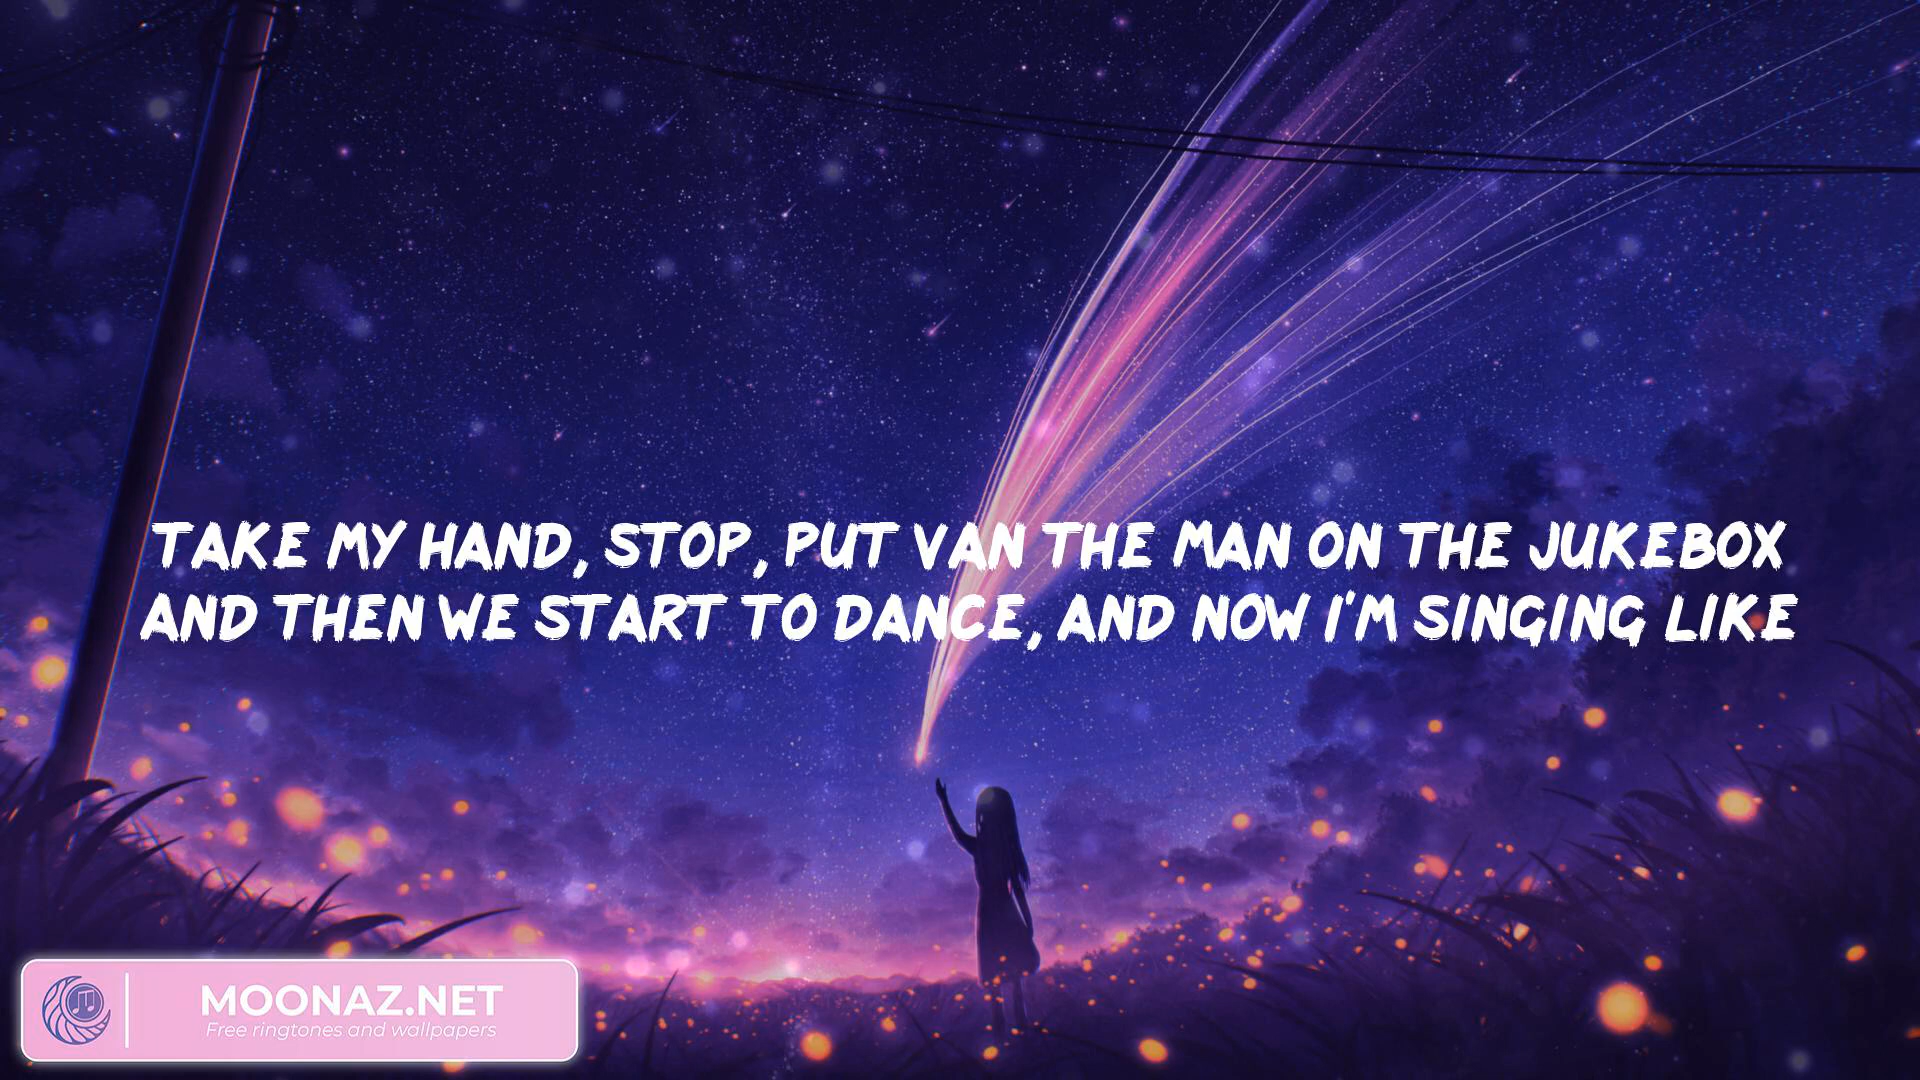 TAKE MY HAND, STOP, PUT VAN THE MAN ON THE JUKEBOX
AND THEN WE START TO DANCE, AND NOW I'M SINGING LIKE
MOONAZ.NET
Free ringtones and wallpapers